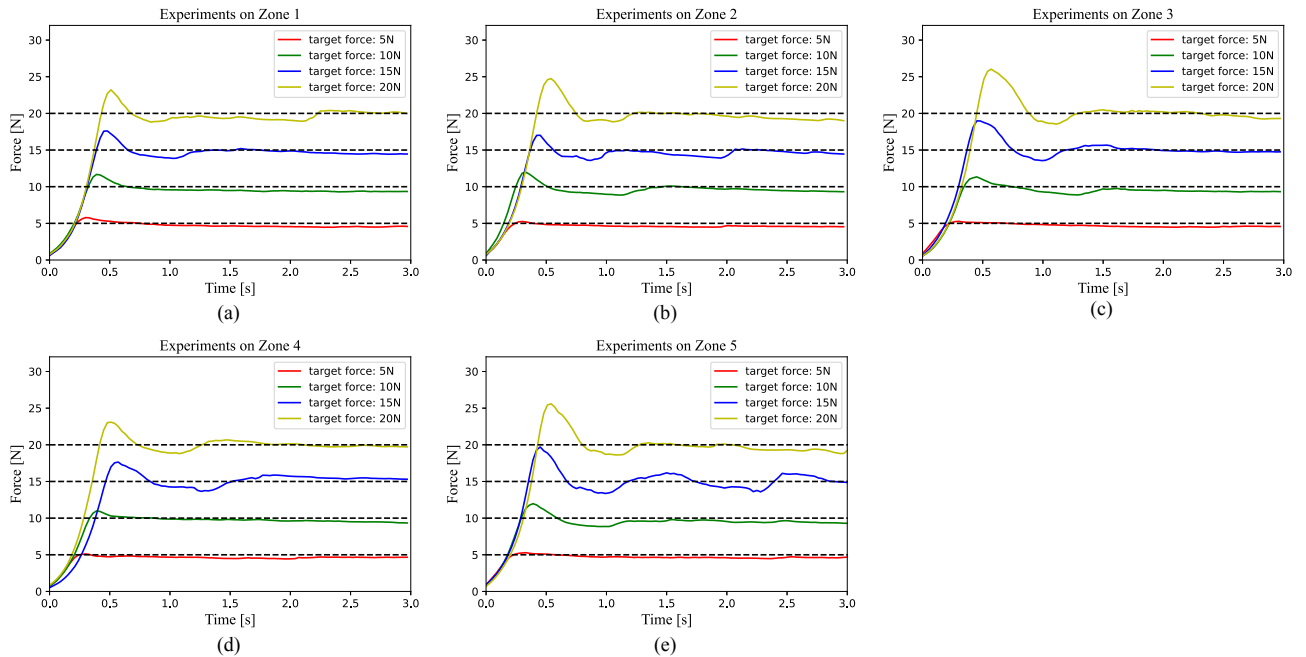 Experiments on Zone 1
Force [N]
30
25
20
15
10
5
0
target force: 5N
target force: 10N
target force: 15N
target force: 20N
0.0 0.5 1.0 1.5 2.0 2.5 3.0
Time [s]
(a)
Experiments on Zone 2
Force [N]
30
25
20
15
10
5
0
target force: 5N
target force: 10N
target force: 15N
target force: 20N
0.0 0.5 1.0 1.5 2.0 2.5 3.0
Time [s]
(b)
Experiments on Zone 3
Force [N]
30
25
20
15
10
5
0
target force: 5N
target force: 10N
target force: 15N
target force: 20N
0.0 0.5 1.0 1.5 2.0 2.5 3.0
Time [s]
(c)
Experiments on Zone 4
Force [N]
30
25
20
15
10
5
0
target force: 5N
target force: 10N
target force: 15N
target force: 20N
0.0 0.5 1.0 1.5 2.0 2.5 3.0
Time [s]
(d)
Experiments on Zone 5
Force [N]
30
25
20
15
10
5
0
target force: 5N
target force: 10N
target force: 15N
target force: 20N
0.0 0.5 1.0 1.5 2.0 2.5 3.0
Time [s]
(e)